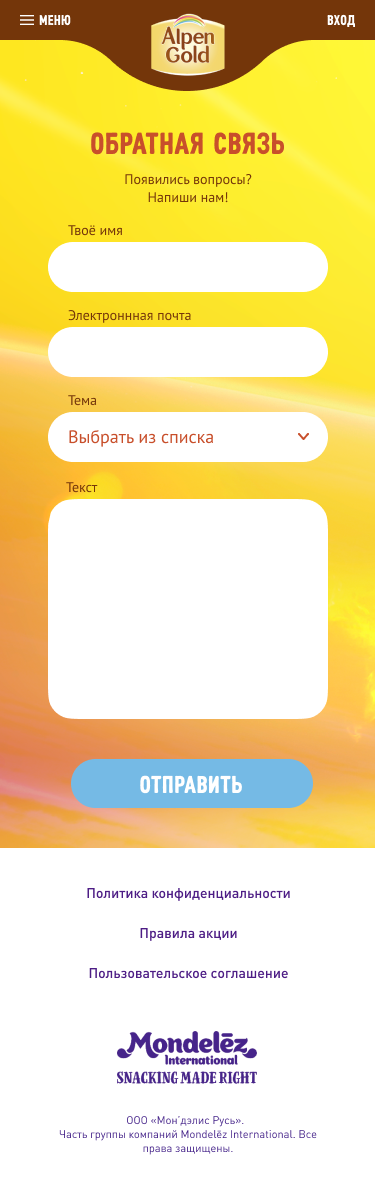 МЕНЮ
Alpen
Gold
ВХОД
ОБРАТНАЯ СВЯЗЬ
Появились вопросы?
Напиши нам!
Твоё имя
Электроннная почта
Тема
Выбрать из списка
Текст
ОТПРАВИТЬ
Политика конфиденциальности
Правила акции
Пользовательское соглашение
Mondelēz
International
SNACKING MADE RIGHT
ООО «Мон'дэлис Русь».
Часть группы компаний Mondelēz International. Все
права защищены.